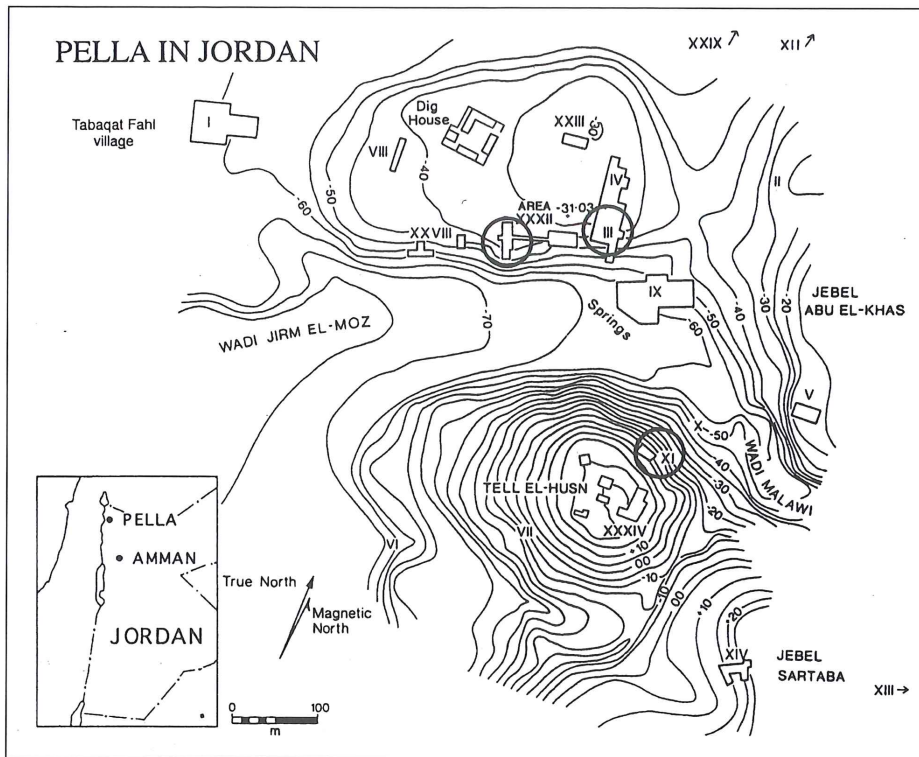 PELLA IN JORDAN
XXIX
XII
I
Tabaqat Fahl
village
Dig
House
VIII
XXIII
-50
IV
II
-40
-50
-60
AREA -31·03
XXXII
III
XXVIII
IX
Springs
-70
-60
-50
-40
-30
-20
JEBEL
ABU EL-KHAS
WADI JIRM EL-MOZ
V
X
-50
-40
-30
-20
WADI MALAWI
XI
TELL EL-HUSN
XXXIV
VII
VI
+10
00
-10
-10
00
+10
+20
XIV
JEBEL
SARTABA
XIII
PELLA
AMMAN
JORDAN
True North
Magnetic
North
0 100
m